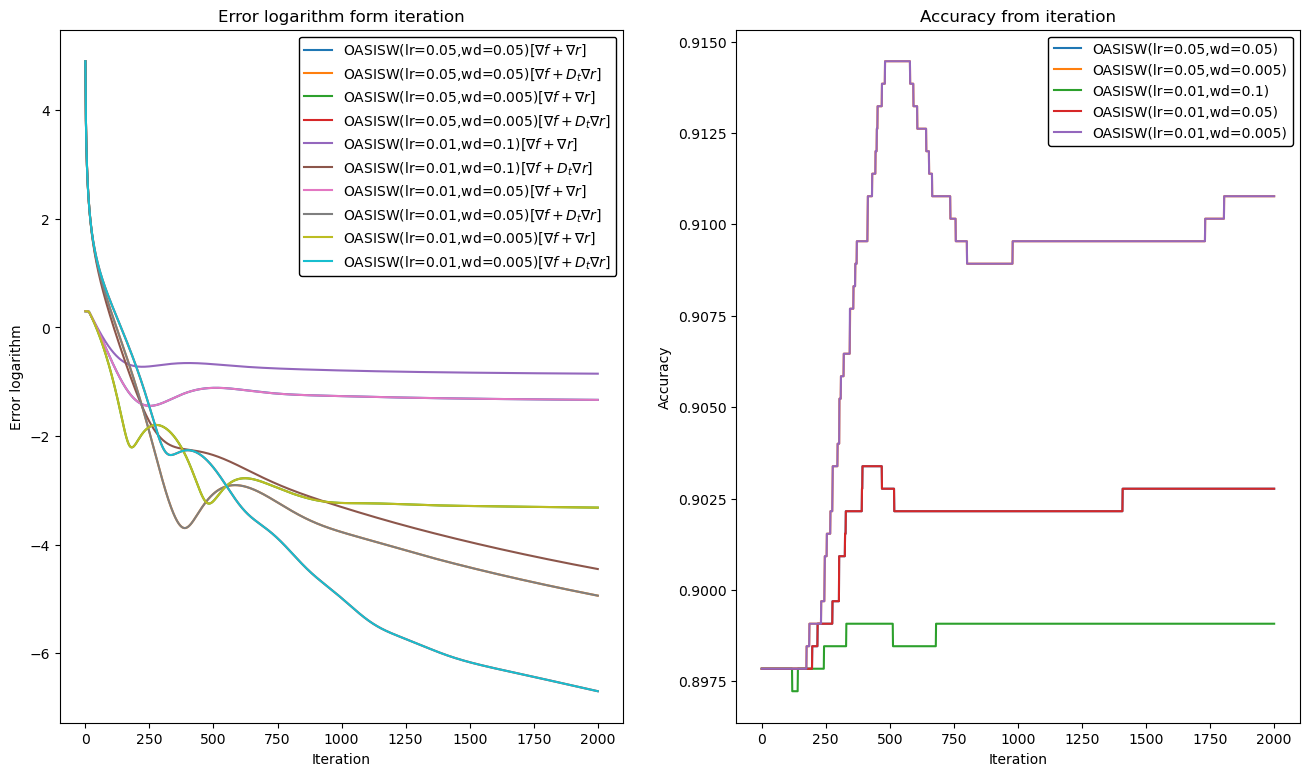 Error logarithm form iteration
Error logarithm
4
2
0
−2
−4
−6
OASISW(lr=0.05,wd=0.05)[∇f + ∇r]
OASISW(lr=0.05,wd=0.05)[∇f + D_t∇r]
OASISW(lr=0.05,wd=0.005)[∇f + ∇r]
OASISW(lr=0.05,wd=0.005)[∇f + D_t∇r]
OASISW(lr=0.01,wd=0.1)[∇f + ∇r]
OASISW(lr=0.01,wd=0.1)[∇f + D_t∇r]
OASISW(lr=0.01,wd=0.05)[∇f + ∇r]
OASISW(lr=0.01,wd=0.05)[∇f + D_t∇r]
OASISW(lr=0.01,wd=0.005)[∇f + ∇r]
OASISW(lr=0.01,wd=0.005)[∇f + D_t∇r]
0 250 500 750 1000 1250 1500 1750 2000
Iteration
Accuracy from iteration
Accuracy
0.9150
0.9125
0.9100
0.9075
0.9050
0.9025
0.9000
0.8975
OASISW(lr=0.05,wd=0.05)
OASISW(lr=0.05,wd=0.005)
OASISW(lr=0.01,wd=0.1)
OASISW(lr=0.01,wd=0.05)
OASISW(lr=0.01,wd=0.005)
0 250 500 750 1000 1250 1500 1750 2000
Iteration